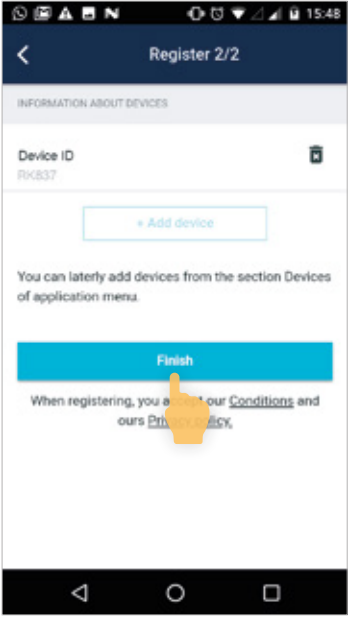 15:48
Register 2/2
INFORMATION ABOUT DEVICES
Device ID
RK837
+ Add device
You can laterly add devices from the section Devices
of application menu.
Finish
When registering, you accept our Conditions and
ours Privacy policy.